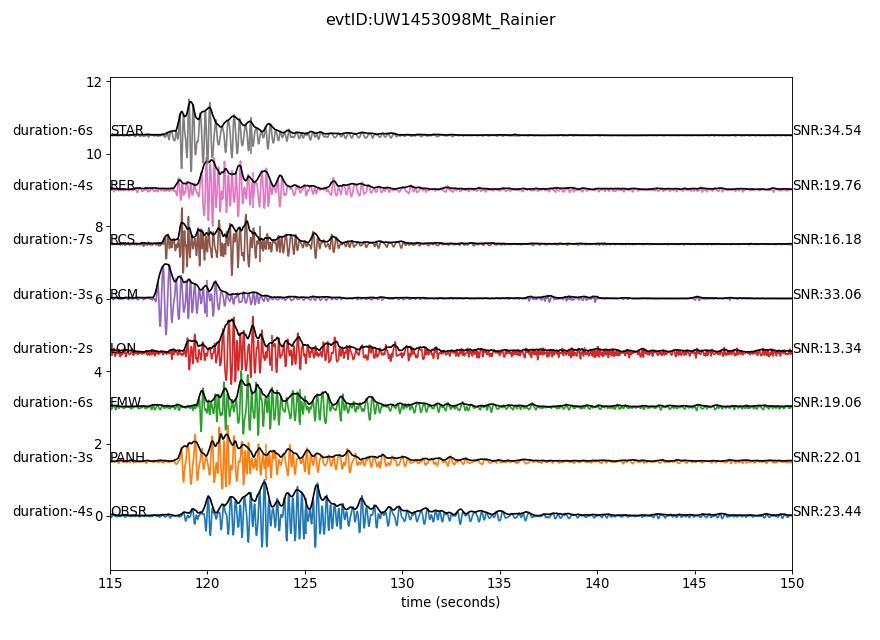 evtID:UW1453098Mt_Rainier
12
duration:-6s STAR SNR:34.54
10
duration:-4s RER SNR:19.76
8
duration:-7s RCS SNR:16.18
duration:-3s RCM SNR:33.06
6
duration:-2s LON SNR:13.34
4
duration:-6s FMW SNR:19.06
2
duration:-3s PANH SNR:22.01
duration:-4s OBSR SNR:23.44
0
115 120 125 130 135 140 145 150
time (seconds)